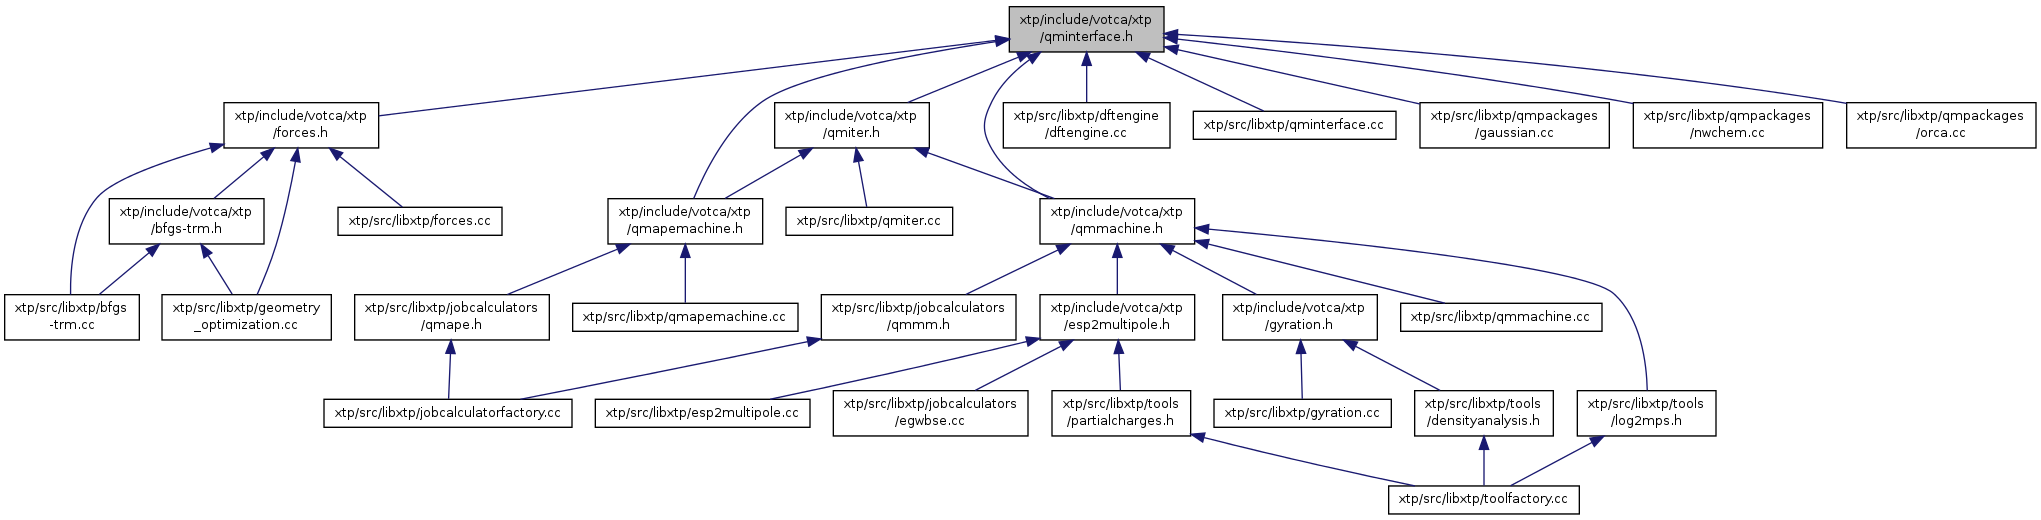 xtp/include/votca/xtp
/qminterface.h
xtp/include/votca/xtp
/forces.h
xtp/include/votca/xtp
/qmiter.h
xtp/src/libxtp/dftengine
/dftengine.cc
xtp/src/libxtp/qminterface.cc
xtp/src/libxtp/qmpackages
/gaussian.cc
xtp/src/libxtp/qmpackages
/nwchem.cc
xtp/src/libxtp/qmpackages
/orca.cc
xtp/include/votca/xtp
/bfgs-trm.h
xtp/src/libxtp/forces.cc
xtp/include/votca/xtp
/qmapemachine.h
xtp/src/libxtp/qmiter.cc
xtp/include/votca/xtp
/qmmachine.h
xtp/src/libxtp/bfgs
-trm.cc
xtp/src/libxtp/geometry
_optimization.cc
xtp/src/libxtp/jobcalculators
/qmape.h
xtp/src/libxtp/qmapemachine.cc
xtp/src/libxtp/jobcalculators
/qmmm.h
xtp/include/votca/xtp
/esp2multipole.h
xtp/include/votca/xtp
/gyration.h
xtp/src/libxtp/qmmachine.cc
xtp/src/libxtp/jobcalculatorfactory.cc
xtp/src/libxtp/esp2multipole.cc
xtp/src/libxtp/jobcalculators
/egwbse.cc
xtp/src/libxtp/tools
/partialcharges.h
xtp/src/libxtp/gyration.cc
xtp/src/libxtp/tools
/densityanalysis.h
xtp/src/libxtp/tools
/log2mps.h
xtp/src/libxtp/toolfactory.cc